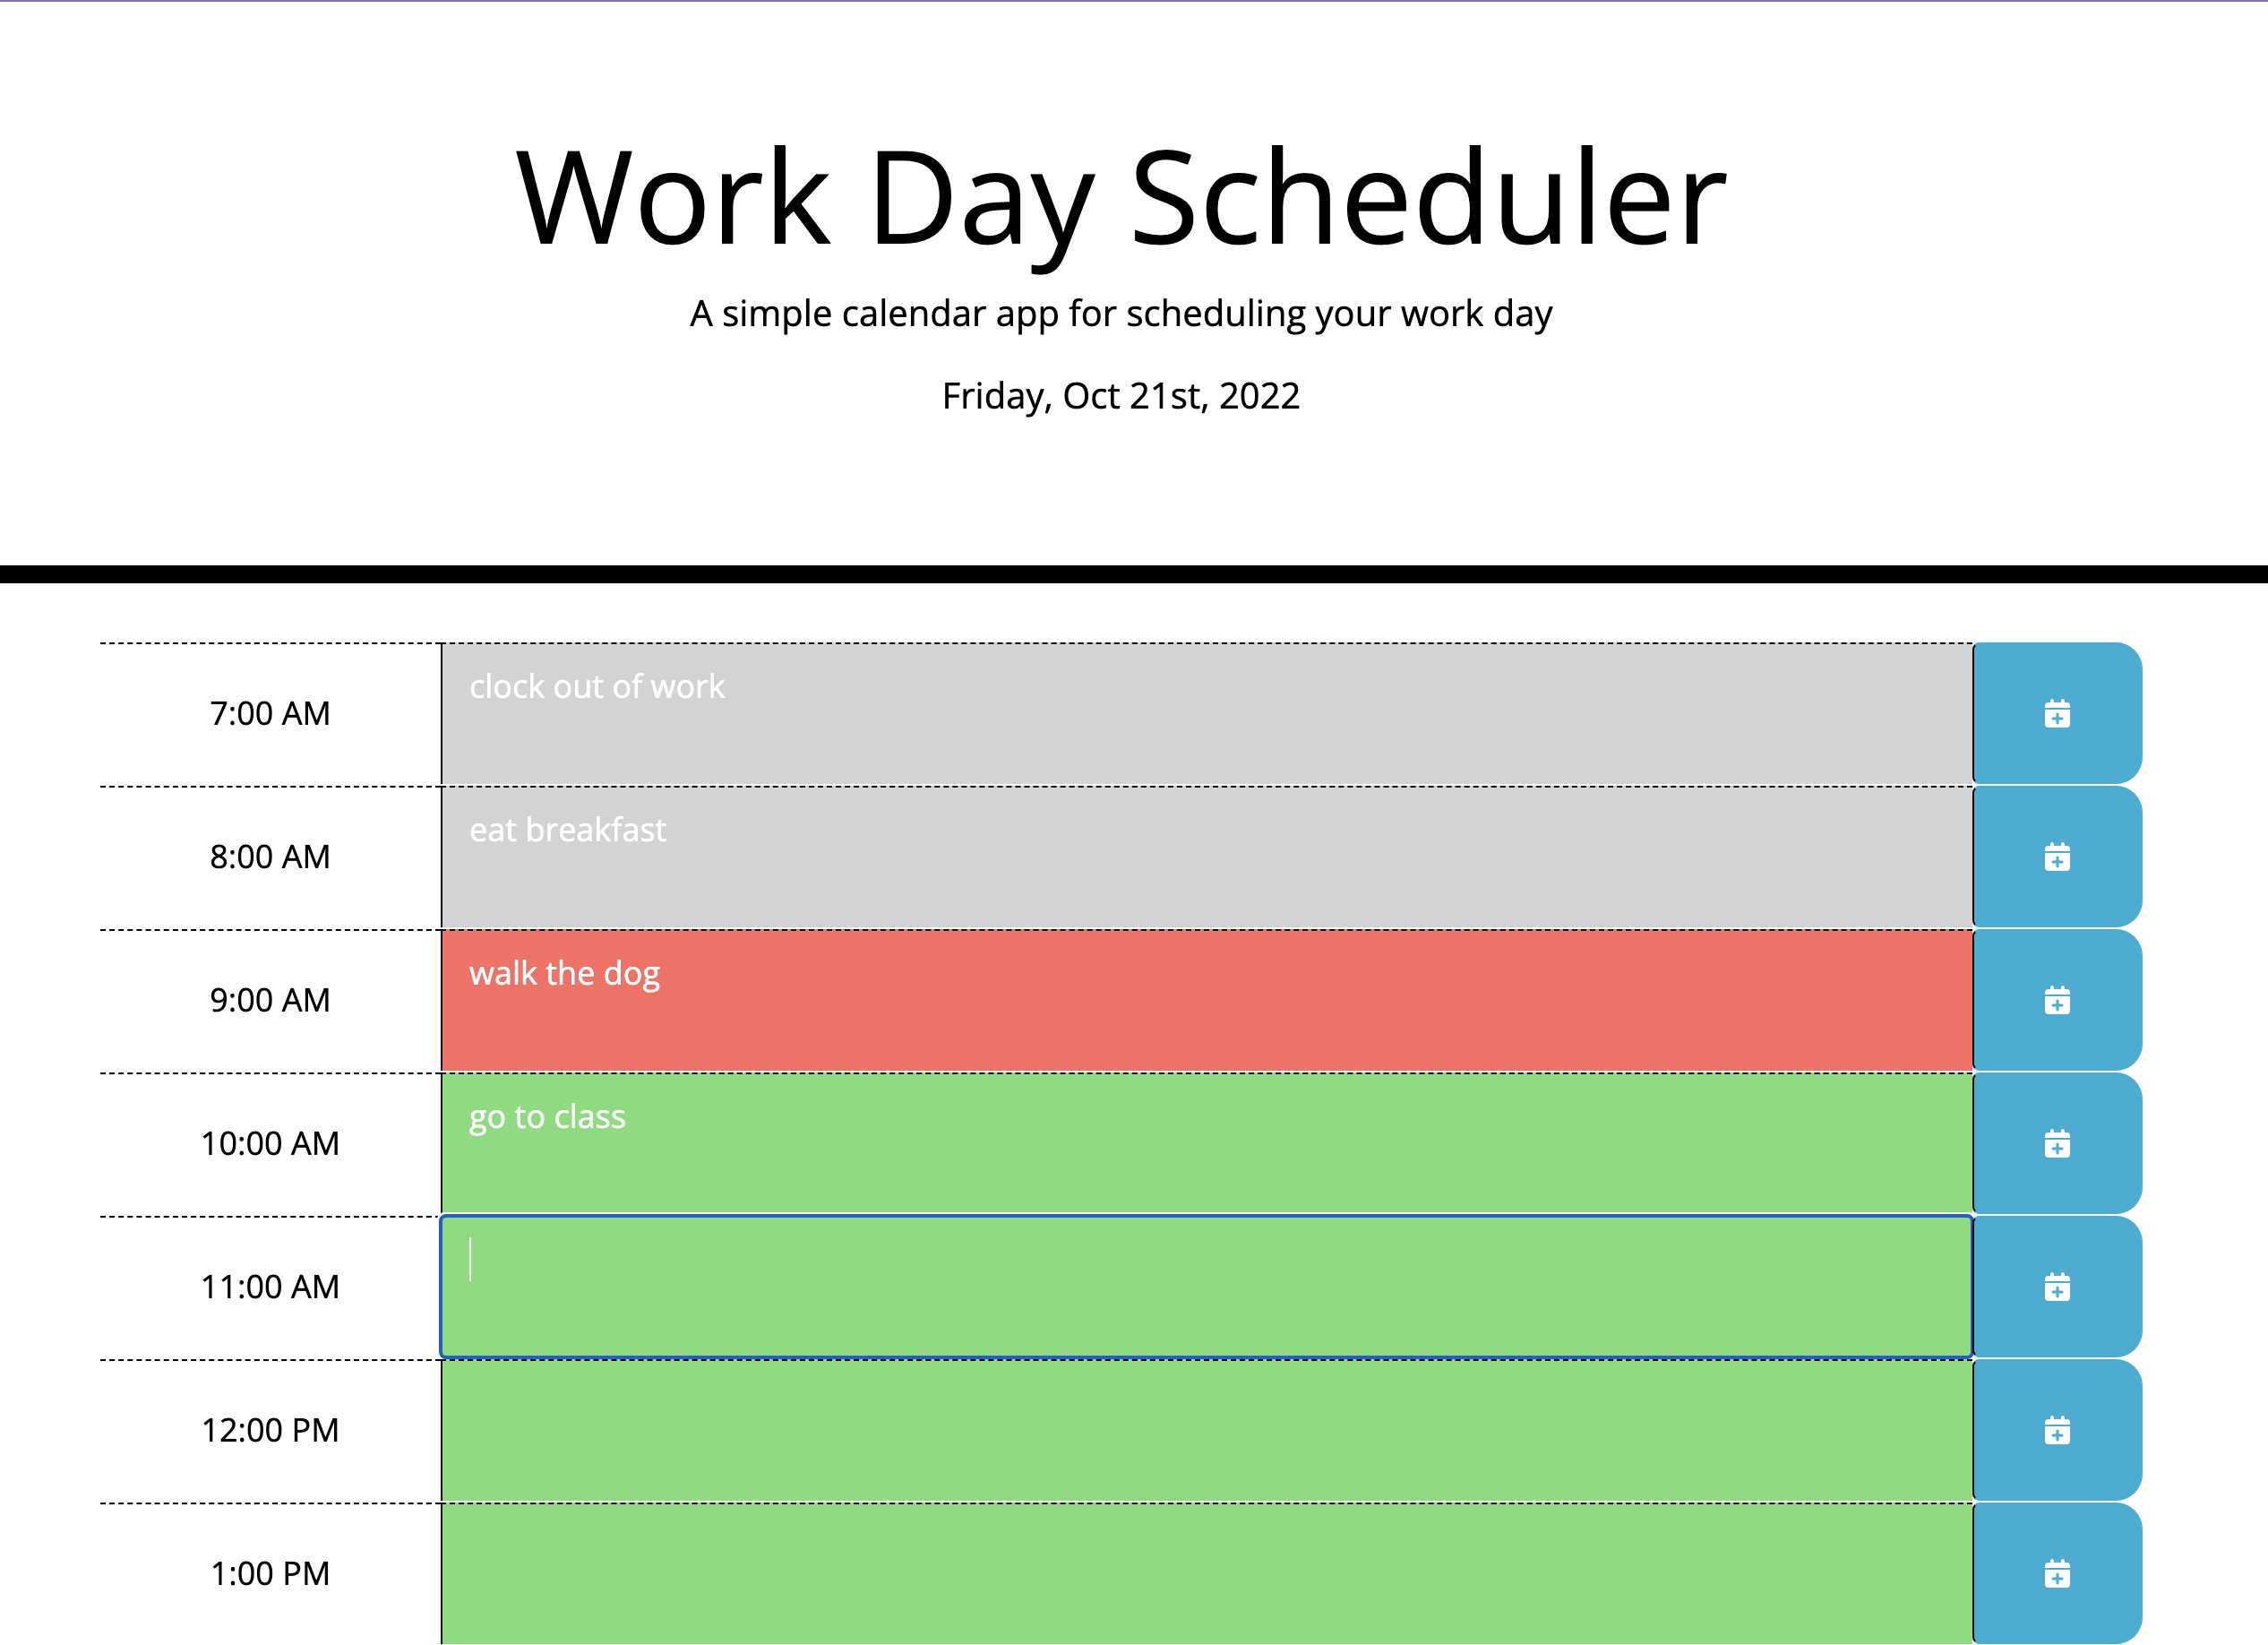 Work Day Scheduler
A simple calendar app for scheduling your work day
Friday, Oct 21st, 2022
7:00 AM
clock out of work
8:00 AM
eat breakfast
9:00 AM
walk the dog
10:00 AM
go to class
11:00 AM
12:00 PM
1:00 PM